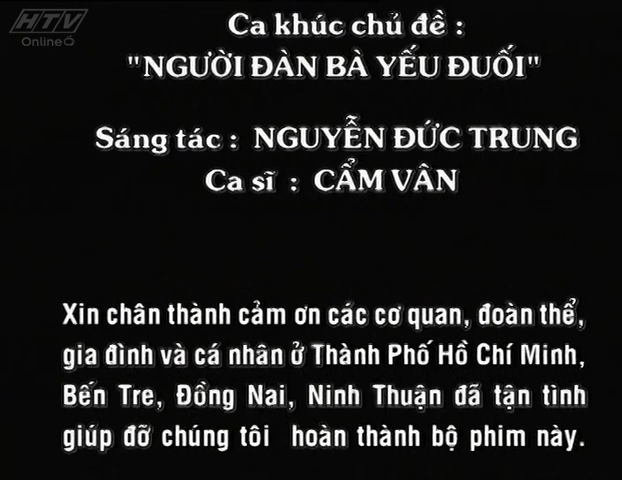 HTV
Online
Ca khúc chủ đề :
"NGƯỜI ĐÀN BÀ YẾU ĐUỐI"
Sáng tác : NGUYỄN ĐỨC TRUNG
Ca sĩ : CẨM VÂN
Xin chân thành cảm ơn các cơ quan, đoàn thể,
gia đình và cá nhân ở Thành Phố Hồ Chí Minh,
Bến Tre, Đồng Nai, Ninh Thuận đã tận tình
giúp đỡ chúng tôi hoàn thành bộ phim này.